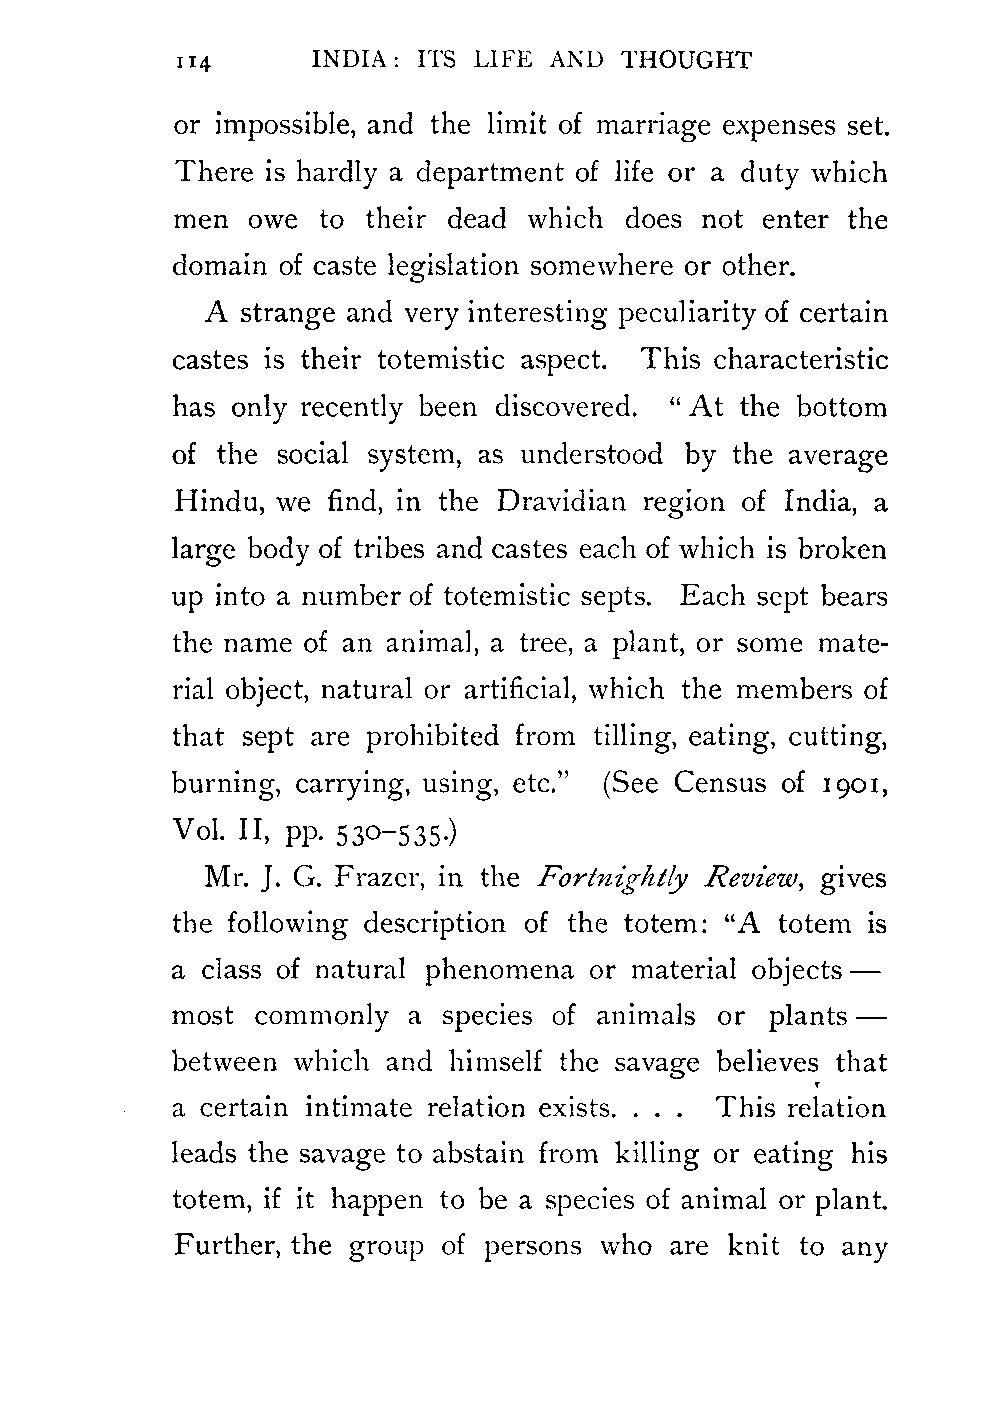 114 INDIA: ITS LIFE AND THOUGHT
or impossible, and the limit of marriage expenses set.
There is hardly a department of life or a duty which
men owe to their dead which does not enter the
domain of caste legislation somewhere or other.
A strange and very interesting peculiarity of certain
castes is their totemistic aspect. This characteristic
has only recently been discovered. “At the bottom
of the social system, as understood by the average
Hindu, we find, in the Dravidian region of India, a
large body of tribes and castes each of which is broken
up into a number of totemistic septs. Each sept bears
the name of an animal, a tree, a plant, or some mate-
rial object, natural or artificial, which the members of
that sept are prohibited from tilling, eating, cutting,
burning, carrying, using, etc.” (See Census of 1901,
Vol. II, pp. 530–535.)
Mr. J. G. Frazer, in the Fortnightly Review, gives
the following description of the totem: “A totem is
a class of natural phenomena or material objects —
most commonly a species of animals or plants —
between which and himself the savage believes that
a certain intimate relation exists. . . . This relation
leads the savage to abstain from killing or eating his
totem, if it happen to be a species of animal or plant.
Further, the group of persons who are knit to any